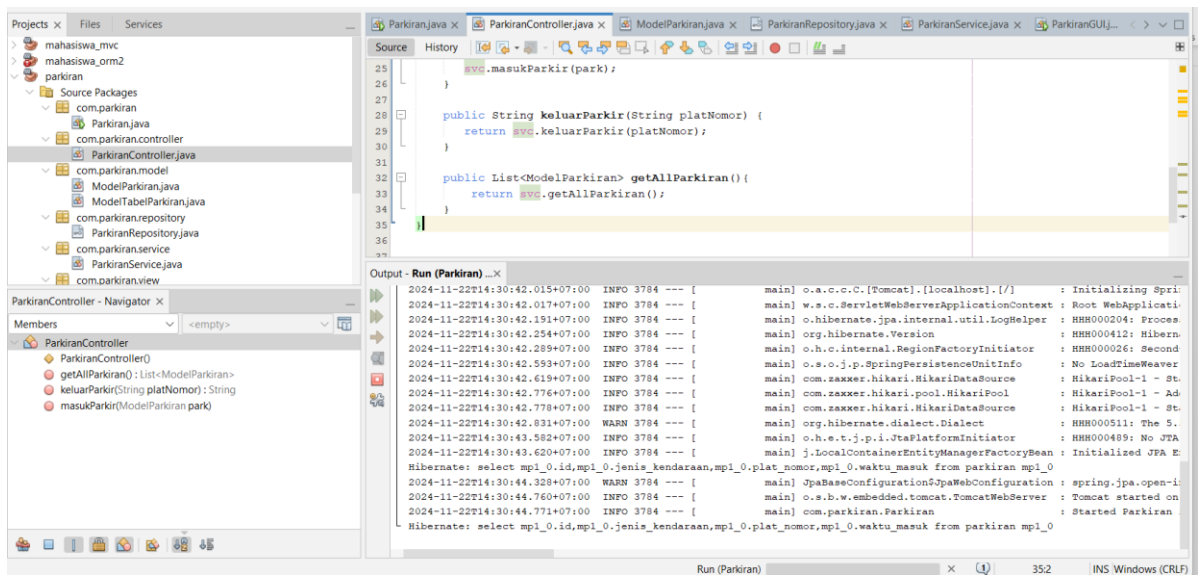 Projects × Files Services
mahasiswa_mvc
mahasiswa_orm2
parkiran
Source Packages
com.parkiran
Parkiran.java
com.parkiran.controller
ParkiranController.java
com.parkiran.model
ModelParkiran.java
ModelTabelParkiran.java
com.parkiran.repository
ParkiranRepository.java
com.parkiran.service
ParkiranService.java
com.parkiran.view
ParkiranController - Navigator ×
Members <empty>
ParkiranController
ParkiranController()
getAllParkiran() : List<ModelParkiran>
keluarParkir(String platNomor) : String
masukParkir(ModelParkiran park)
Parkiran.java × ParkiranController.java × ModelParkiran.java × ParkiranRepository.java × ParkiranService.java × ParkiranGUI.j...
Source History
25 svc.masukParkir(park);
26 }
27
28 public String keluarParkir(String platNomor) {
29 return svc.keluarParkir(platNomor);
30 }
31
32 public List<ModelParkiran> getAllParkiran(){
33 return svc.getAllParkiran();
34 }
35 }
36
37
Output - Run (Parkiran) ...×
2024-11-22T14:30:42.015+07:00 INFO 3784 --- [ main] o.a.c.c.C.[Tomcat].[localhost].[/] : Initializing Spri
2024-11-22T14:30:42.017+07:00 INFO 3784 --- [ main] w.s.c.ServletWebServerApplicationContext : Root WebApplicati
2024-11-22T14:30:42.191+07:00 INFO 3784 --- [ main] o.hibernate.jpa.internal.util.LogHelper : HHH000204: Proces
2024-11-22T14:30:42.254+07:00 INFO 3784 --- [ main] org.hibernate.Version : HHH000412: Hibern
2024-11-22T14:30:42.289+07:00 INFO 3784 --- [ main] o.h.c.internal.RegionFactoryInitiator : HHH000026: Second
2024-11-22T14:30:42.593+07:00 INFO 3784 --- [ main] o.s.o.j.p.SpringPersistenceUnitInfo : No LoadTimeWeaver
2024-11-22T14:30:42.619+07:00 INFO 3784 --- [ main] com.zaxxer.hikari.HikariDataSource : HikariPool-1 - St
2024-11-22T14:30:42.776+07:00 INFO 3784 --- [ main] com.zaxxer.hikari.pool.HikariPool : HikariPool-1 - Ad
2024-11-22T14:30:42.778+07:00 INFO 3784 --- [ main] com.zaxxer.hikari.HikariDataSource : HikariPool-1 - St
2024-11-22T14:30:42.831+07:00 WARN 3784 --- [ main] org.hibernate.dialect.Dialect : HHH000511: The 5.
2024-11-22T14:30:43.582+07:00 INFO 3784 --- [ main] o.h.e.t.j.p.i.JtaPlatformInitiator : HHH000489: No JTA
2024-11-22T14:30:43.620+07:00 INFO 3784 --- [ main] j.LocalContainerEntityManagerFactoryBean : Initialized JPA E
Hibernate: select mp1_0.id,mp1_0.jenis_kendaraan,mp1_0.plat_nomor,mp1_0.waktu_masuk from parkiran mp1_0
2024-11-22T14:30:44.328+07:00 WARN 3784 --- [ main] JpaBaseConfiguration$JpaWebConfiguration : spring.jpa.open-i
2024-11-22T14:30:44.760+07:00 INFO 3784 --- [ main] o.s.b.w.embedded.tomcat.TomcatWebServer : Tomcat started on
2024-11-22T14:30:44.771+07:00 INFO 3784 --- [ main] com.parkiran.Parkiran : Started Parkiran
Hibernate: select mp1_0.id,mp1_0.jenis_kendaraan,mp1_0.plat_nomor,mp1_0.waktu_masuk from parkiran mp1_0
Run (Parkiran) × (1) 35:2 INS Windows (CRLF)